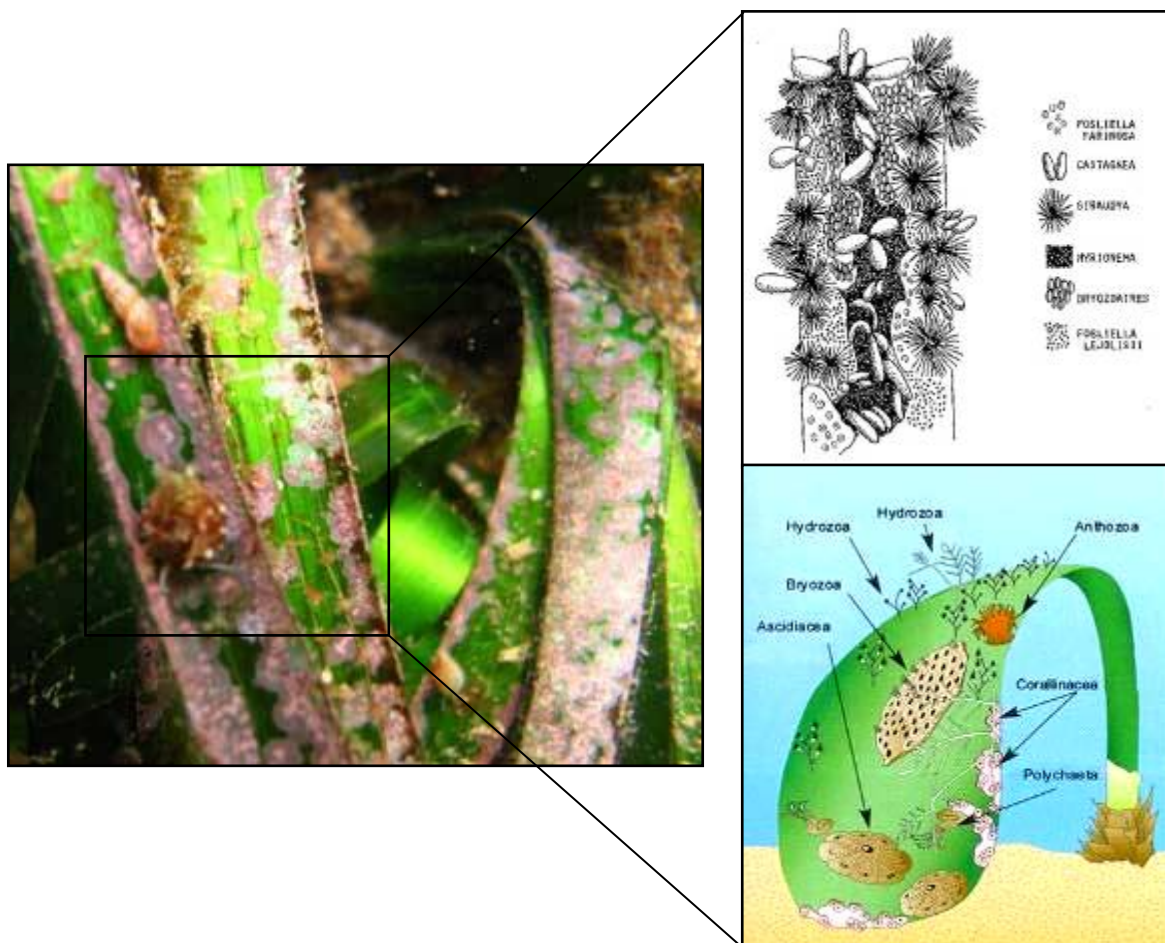 FOSLIELLA
FARINOSA
CASTAGNEA
GIRAUDYA
MYRIONEMA
BRYOZOAIRES
FOSLIELLA
LEJOLISII
Hydrozoa
Hydrozoa
Anthozoa
Bryozoa
Ascidiacea
Corallinacea
Polychaeta